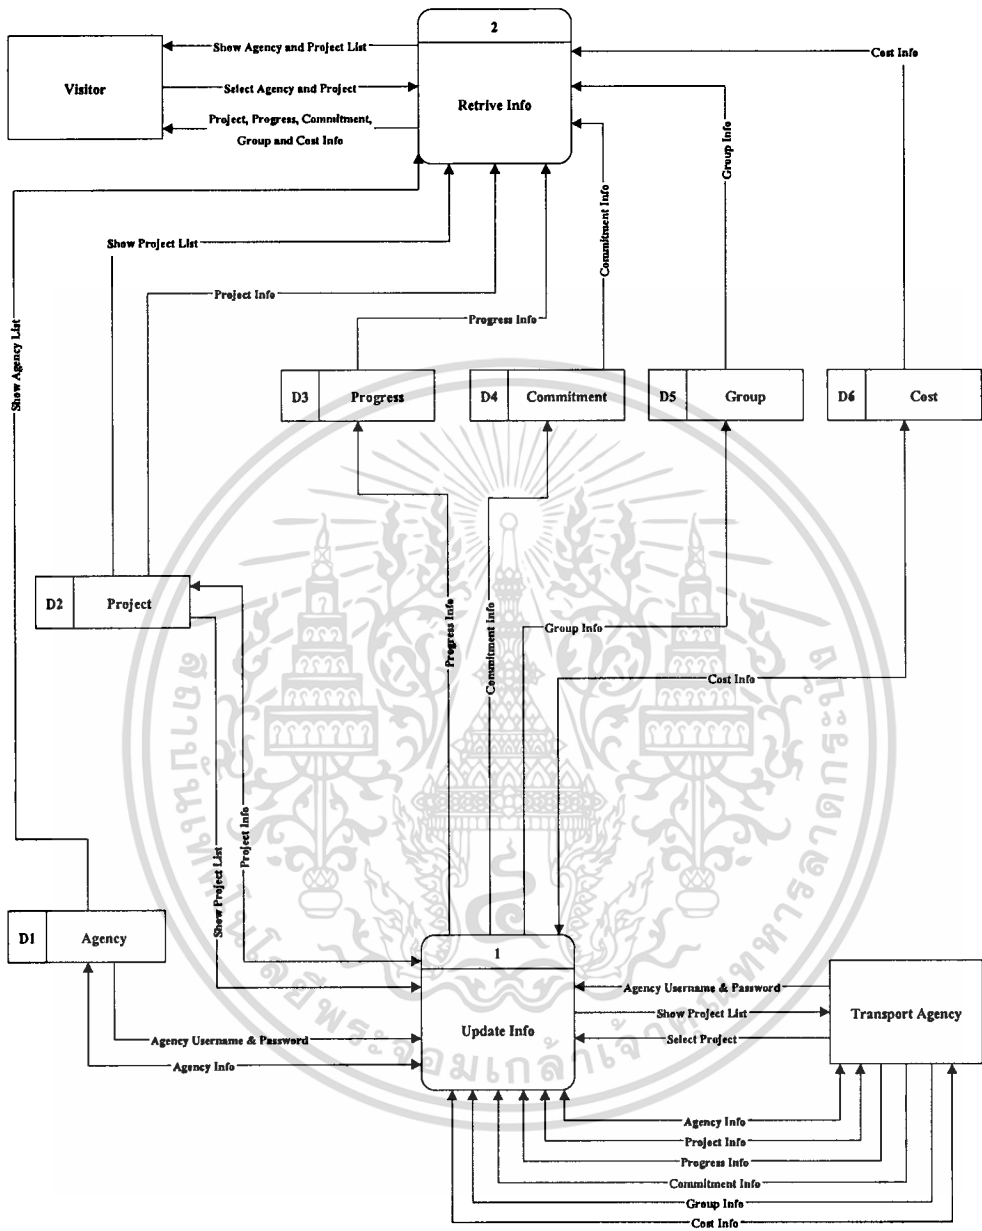 2
Retrive Info
Visitor
Show Agency and Project List
Select Agency and Project
Project, Progress, Commitment,
Group and Cost Info
Cost Info
Group Info
Commitment Info
Show Project List
Project Info
Progress Info
Show Agency List
D3 Progress
D4 Commitment
D5 Group
D6 Cost
D2 Project
Progress Info
Commitment Info
Group Info
Cost Info
Show Project List
Project Info
D1 Agency
1
Update Info
Agency Username & Password
Agency Info
Agency Username & Password
Show Project List
Select Project
Transport Agency
Agency Info
Project Info
Progress Info
Commitment Info
Group Info
Cost Info